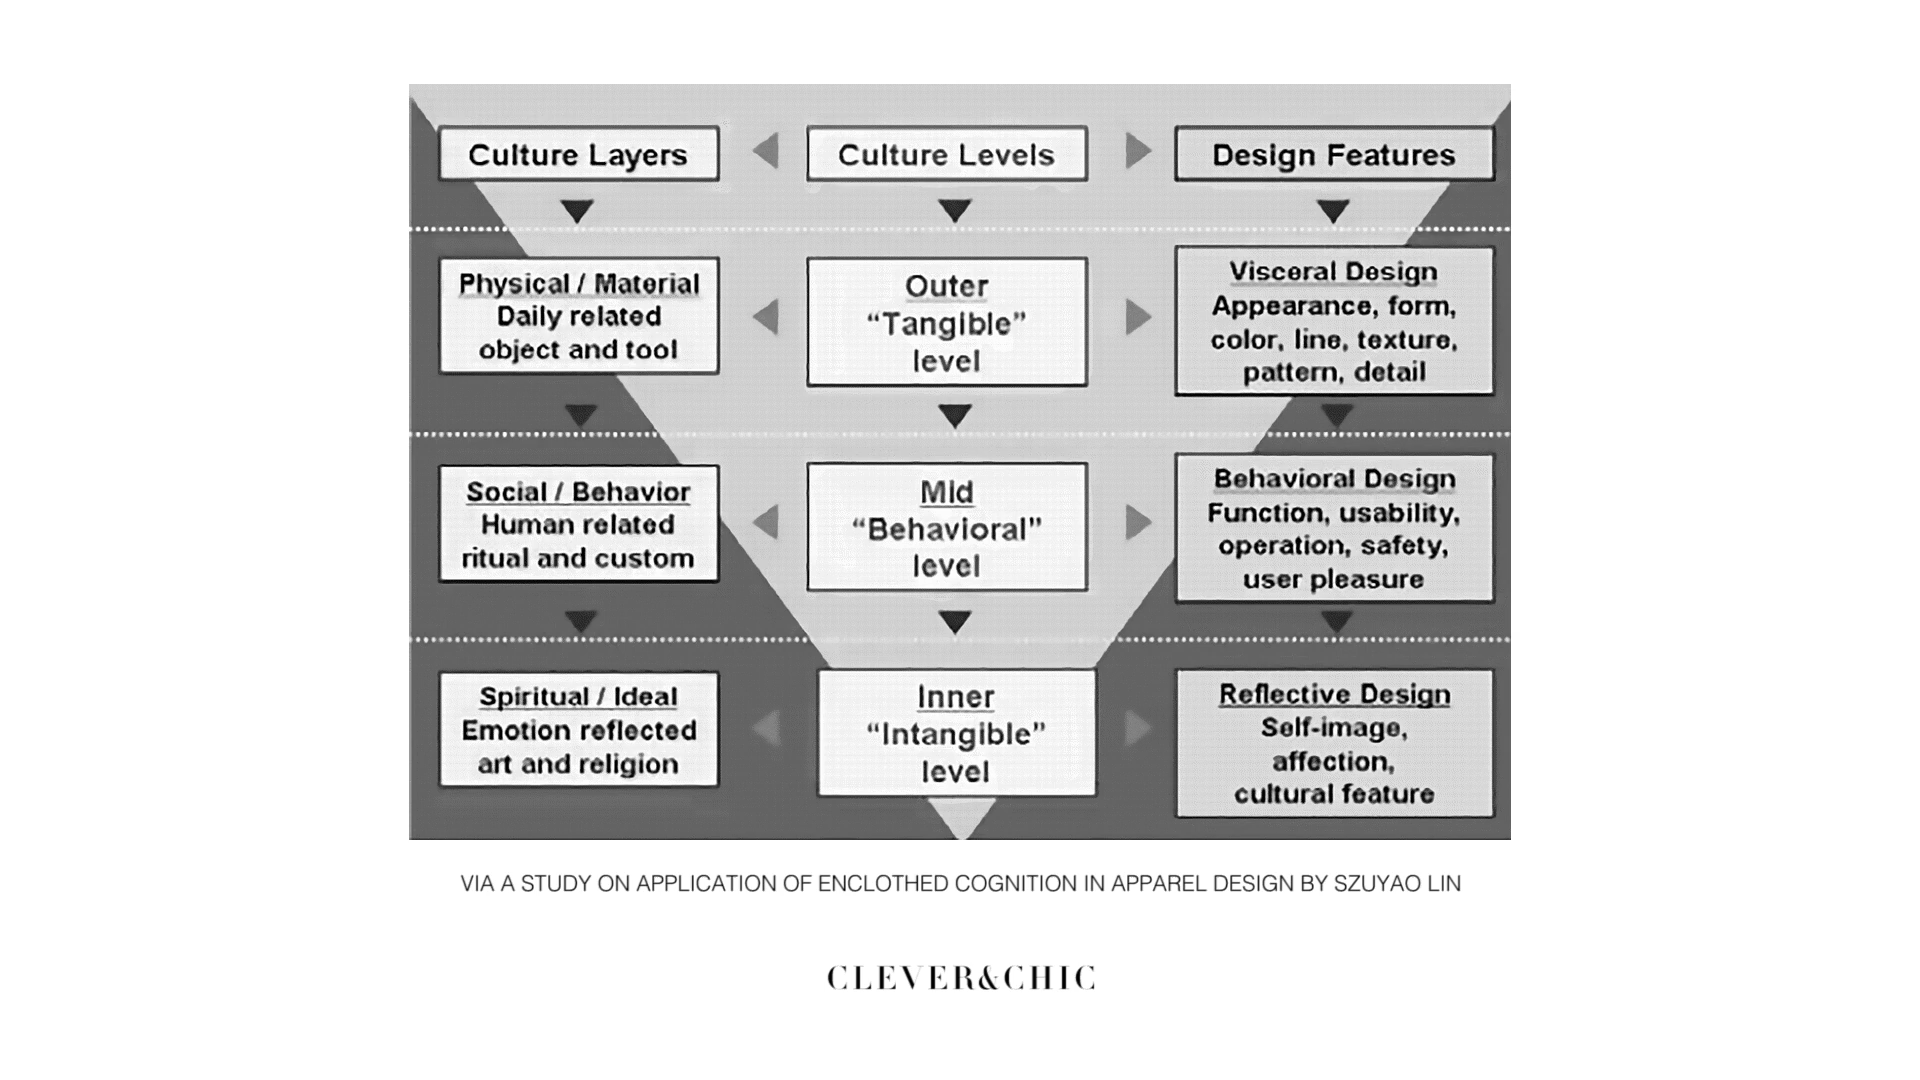 Culture Layers
Culture Levels
Design Features
Physical / Material
Daily related
object and tool
Outer
“Tangible”
level
Visceral Design
Appearance, form,
color, line, texture,
pattern, detail
Social / Behavior
Human related
ritual and custom
Mid
“Behavioral”
level
Behavioral Design
Function, usability,
operation, safety,
user pleasure
Spiritual / Ideal
Emotion reflected
art and religion
Inner
“Intangible”
level
Reflective Design
Self-image,
affection,
cultural feature
VIA A STUDY ON APPLICATION OF ENCLOTHED COGNITION IN APPAREL DESIGN BY SZUYAO LIN
CLEVER&CHIC